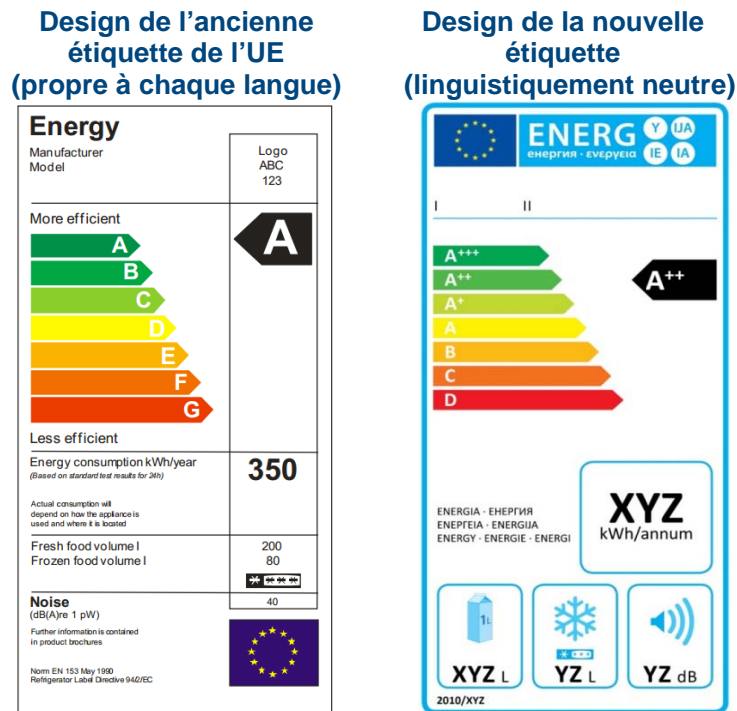 Design de l’ancienne
étiquette de l’UE
(propre à chaque langue)
Energy
Manufacturer
Model
Logo
ABC
123
More efficient
A
A
B
C
D
E
F
G
Less efficient
Energy consumption kWh/year
(Based on standard test results for 24h)
350
Actual consumption will
depend on how the appliance is
used and where it is located
Fresh food volume l 200
Frozen food volume l 80
Noise 40
(dB(A)re 1 pW)
Further information is contained
in product brochures
Norm EN 153 May 1990
Refrigerator Label Directive 94/2/EC
Design de la nouvelle
étiquette
(linguistiquement neutre)
ENERG Y IJA
енергия · ενεργεια IE IA
I II
A+++
A++ A++
A+
A
B
C
D
ENERGIA · ЕНЕРГИЯ
ΕΝΕΡΓΕΙΑ · ENERGIJA
ENERGY · ENERGIE · ENERGI
XYZ
kWh/annum
1L
XYZ L
YZ L
YZ dB
2010/XYZ